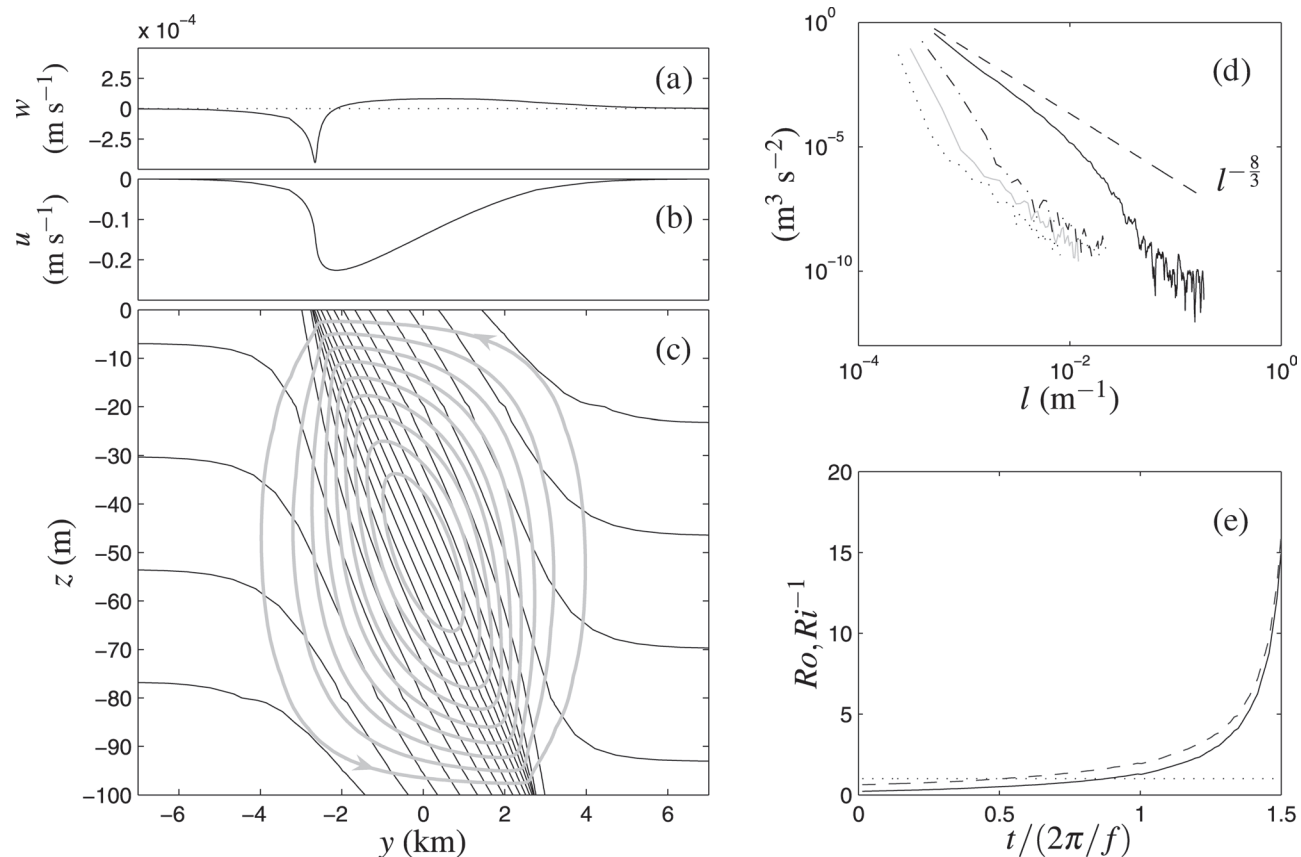 x 10⁻⁴
2.5
0
−2.5
w
(m s⁻¹)
(a)
0
−0.1
−0.2
u
(m s⁻¹)
(b)
0
−10
−20
−30
−40
−50
−60
−70
−80
−90
−100
z (m)
(c)
−6 −4 −2 0 2 4 6
y (km)
10⁰
10⁻⁵
10⁻¹⁰
(m³ s⁻²)
(d)
l^{−8/3}
10⁻⁴ 10⁻² 10⁰
l (m⁻¹)
20
15
10
5
0
Ro, Ri⁻¹
(e)
0 0.5 1 1.5
t/(2π/f)